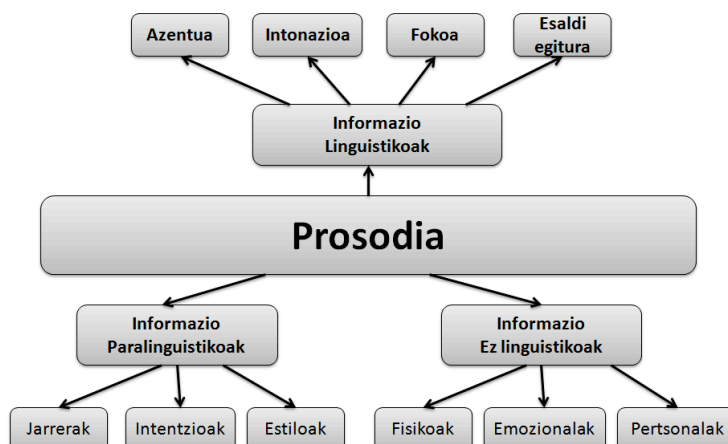 Azentua
Intonazioa
Fokoa
Esaldi
egitura
Informazio
Linguistikoak
Prosodia
Informazio
Paralinguistikoak
Informazio
Ez linguistikoak
Jarrerak
Intentzioak
Estiloak
Fisikoak
Emozionalak
Pertsonalak